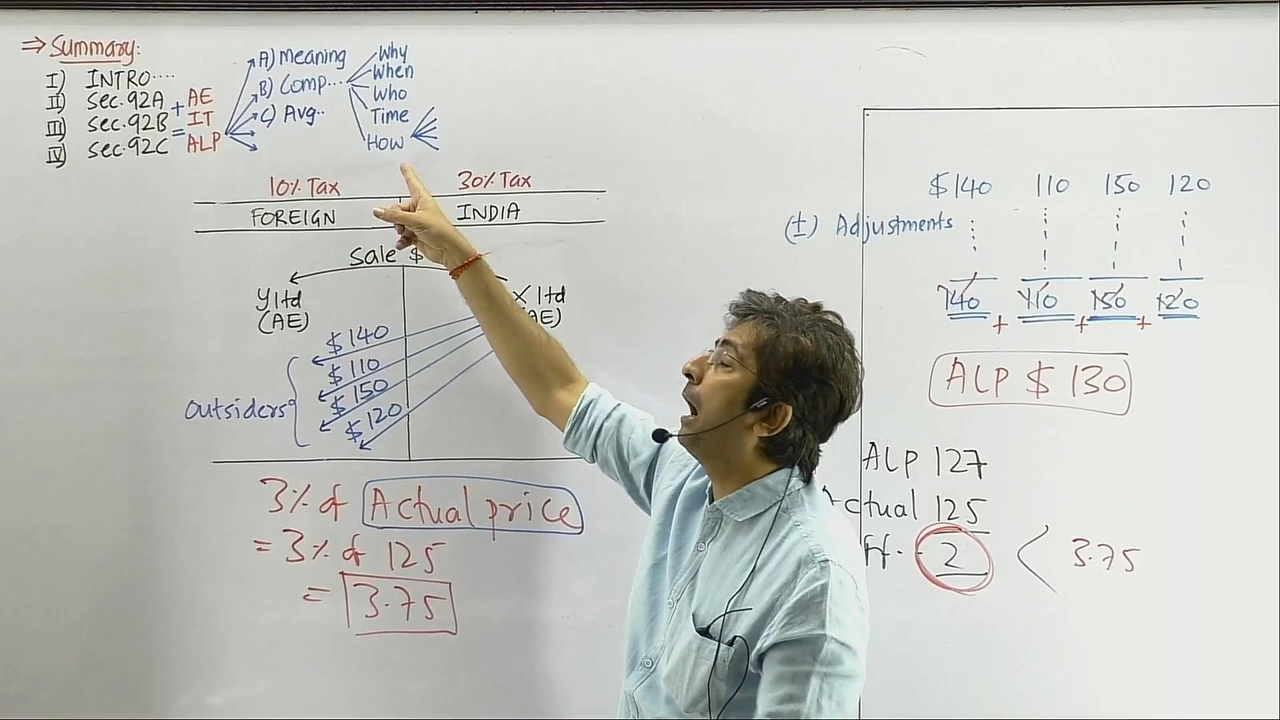 ⇒ Summary:
I) INTRO....
II) Sec.92A + AE
III) Sec.92B = IT
IV) Sec.92C ALP
A) Meaning
B) Comp....
C) Avg..
Why
When
Who
Time
How
10% Tax 30% Tax
FOREIGN INDIA
Sale $
Y ltd X ltd
(AE) AE)
$140
$110
$150
$120
Outsiders
3% of Actual price
= 3% of 125
= 3.75
$140 110 150 120
(±) Adjustments
140 + 110 + 150 + 120
ALP $ 130
ALP 127
ctual 125
2 < 3.75